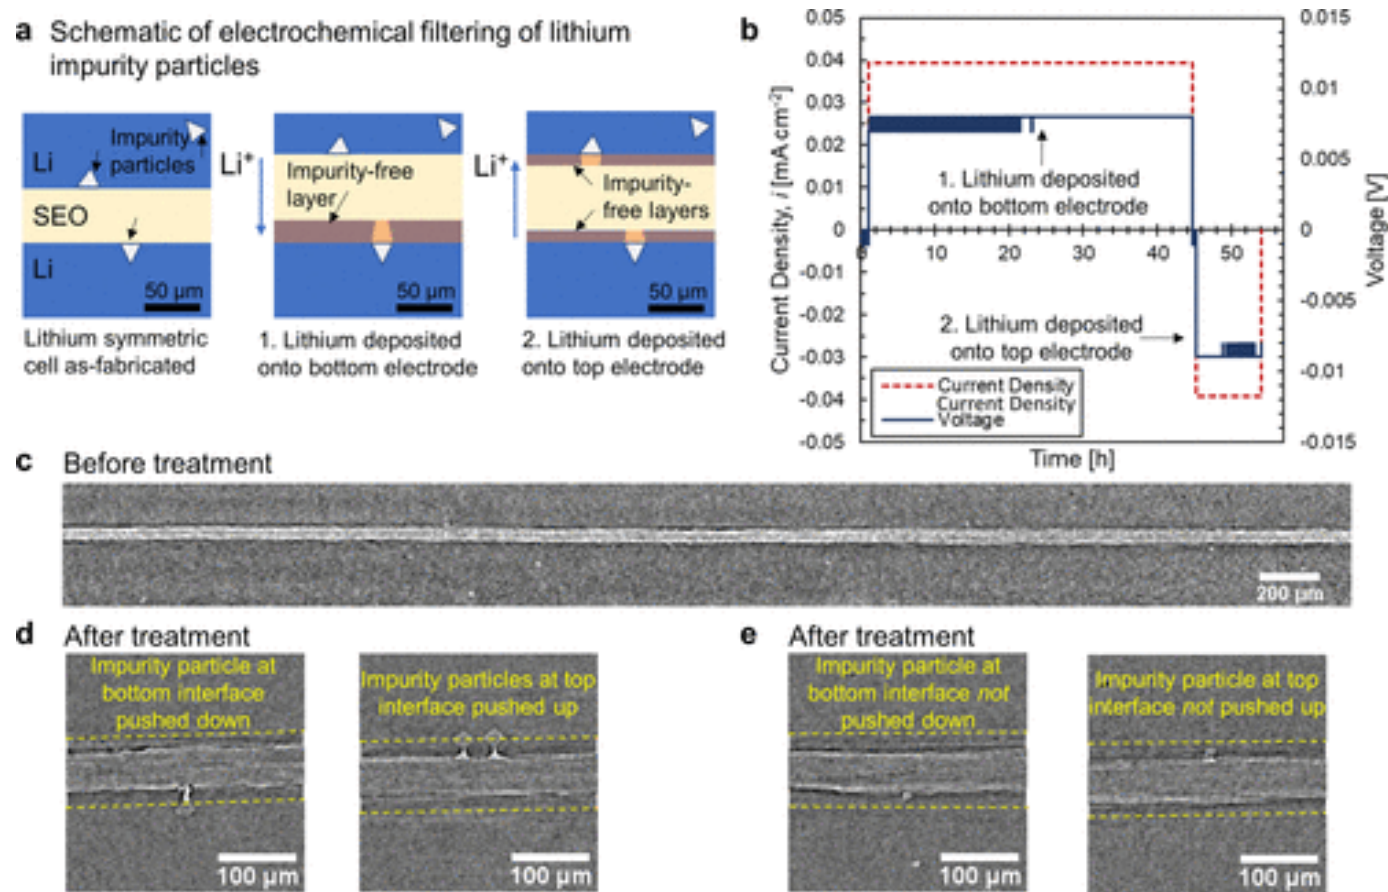 a Schematic of electrochemical filtering of lithium
impurity particles
Li
Impurity
particles
SEO
Li
50 µm
Lithium symmetric
cell as-fabricated
Li⁺
Impurity-free
layer
50 µm
1. Lithium deposited
onto bottom electrode
Li⁺
Impurity-
free layers
50 µm
2. Lithium deposited
onto top electrode
b
Current Density, i [mA cm⁻²]
0.05
0.04
0.03
0.02
0.01
0
-0.01
-0.02
-0.03
-0.04
-0.05
0 10 20 30 40 50
Time [h]
0.015
0.01
0.005
0
-0.005
-0.01
-0.015
Voltage [V]
1. Lithium deposited
onto bottom electrode
2. Lithium deposited
onto top electrode
Current Density
Current Density
Voltage
c Before treatment
200 µm
d After treatment
Impurity particle at
bottom interface
pushed down
100 µm
Impurity particles at top
interface pushed up
100 µm
e After treatment
Impurity particle at
bottom interface not
pushed down
100 µm
Impurity particle at top
interface not pushed up
100 µm